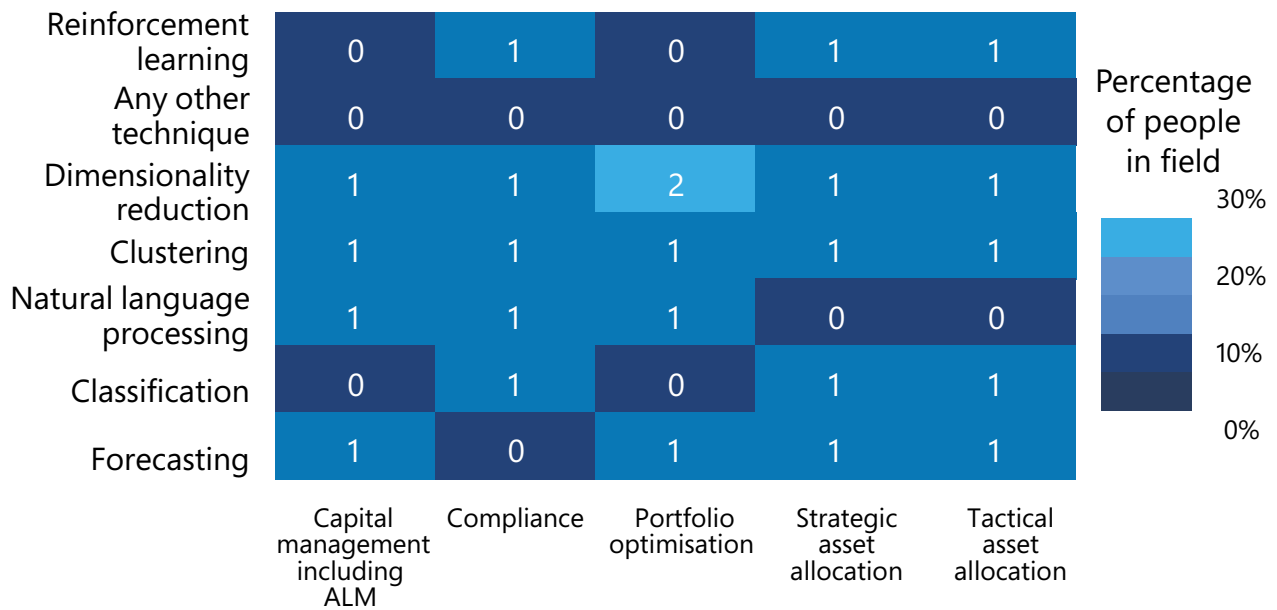 Reinforcement
learning
0 1 0 1 1
Any other
technique
0 0 0 0 0
Dimensionality
reduction
1 1 2 1 1
Clustering
1 1 1 1 1
Natural language
processing
1 1 1 0 0
Classification
0 1 0 1 1
Forecasting
1 0 1 1 1
Capital
management
including
ALM
Compliance
Portfolio
optimisation
Strategic
asset
allocation
Tactical
asset
allocation
Percentage
of people
in field
30%
20%
10%
0%